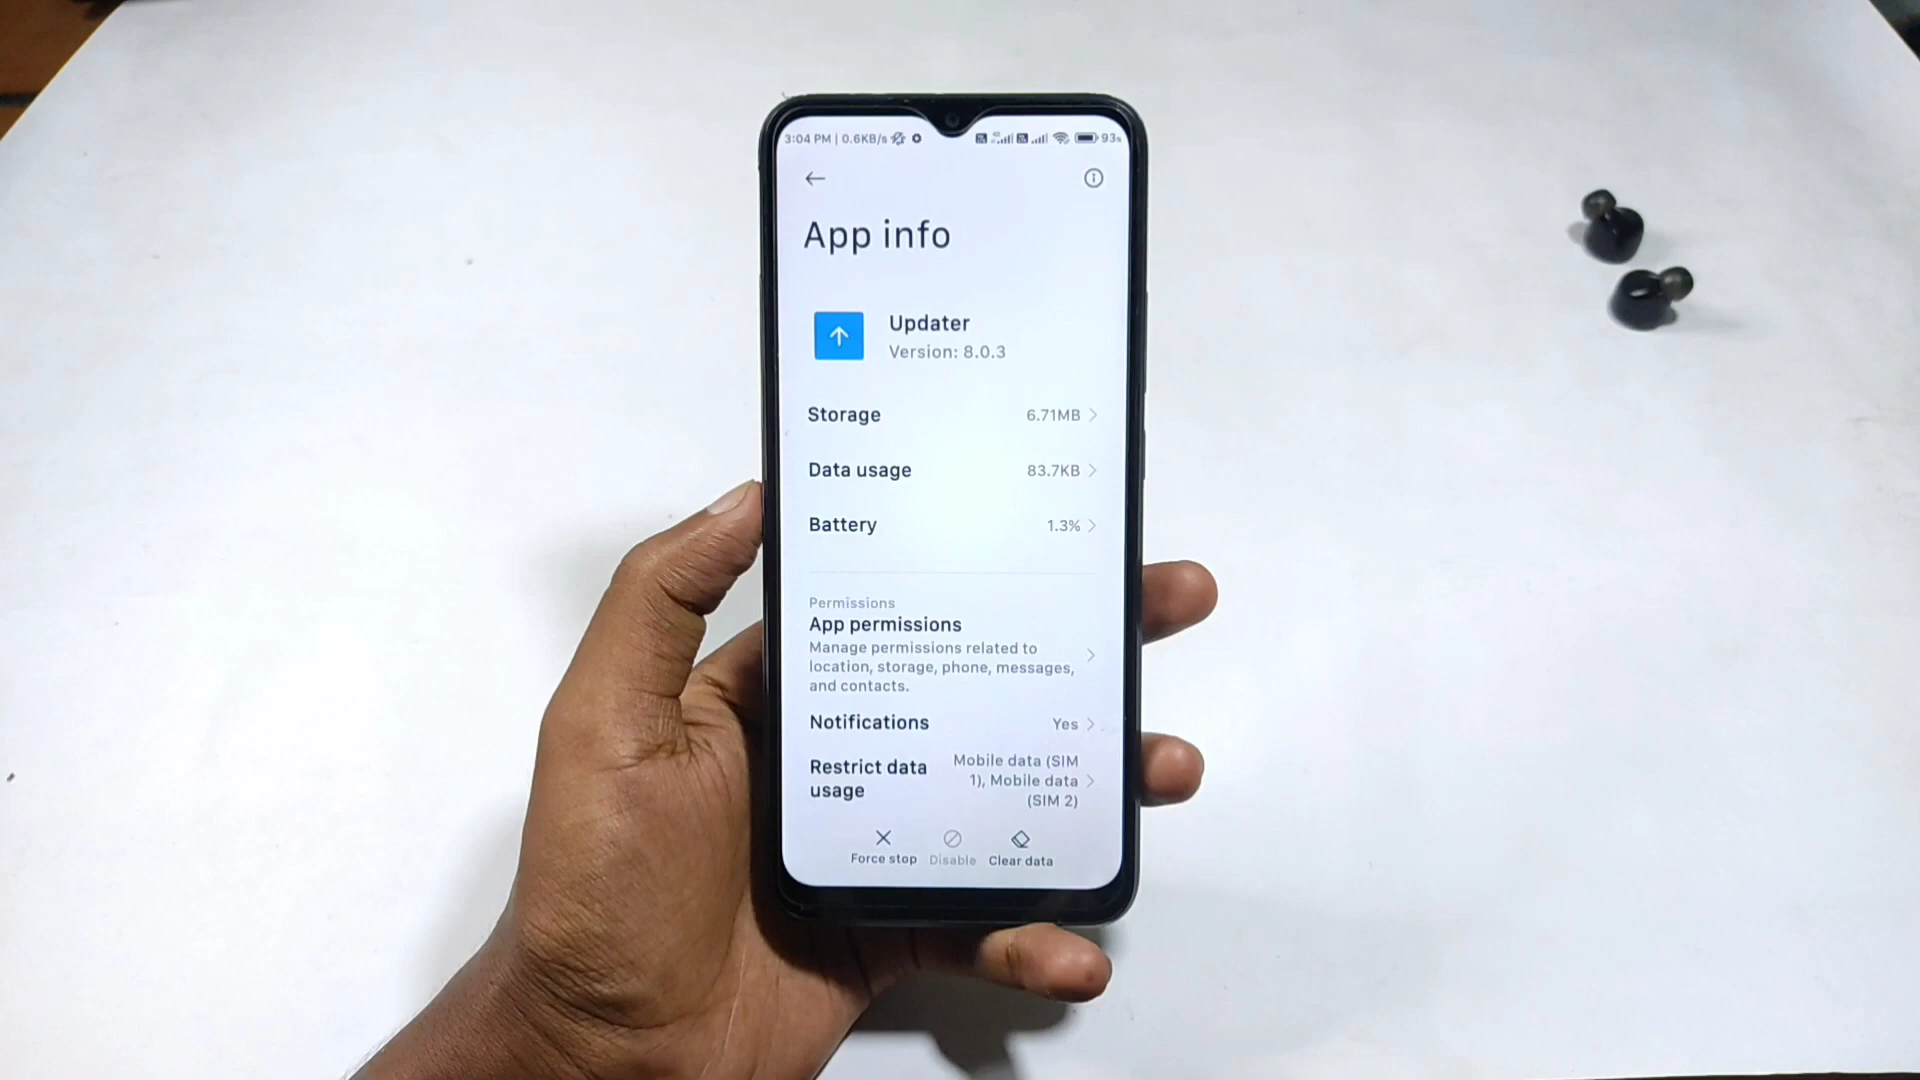 3:04 PM | 0.6KB/s 93%
App info
Updater
Version: 8.0.3
Storage 6.71MB
Data usage 83.7KB
Battery 1.3%
Permissions
App permissions
Manage permissions related to
location, storage, phone, messages,
and contacts.
Notifications Yes
Restrict data usage Mobile data (SIM
1), Mobile data
(SIM 2)
Force stop Disable Clear data